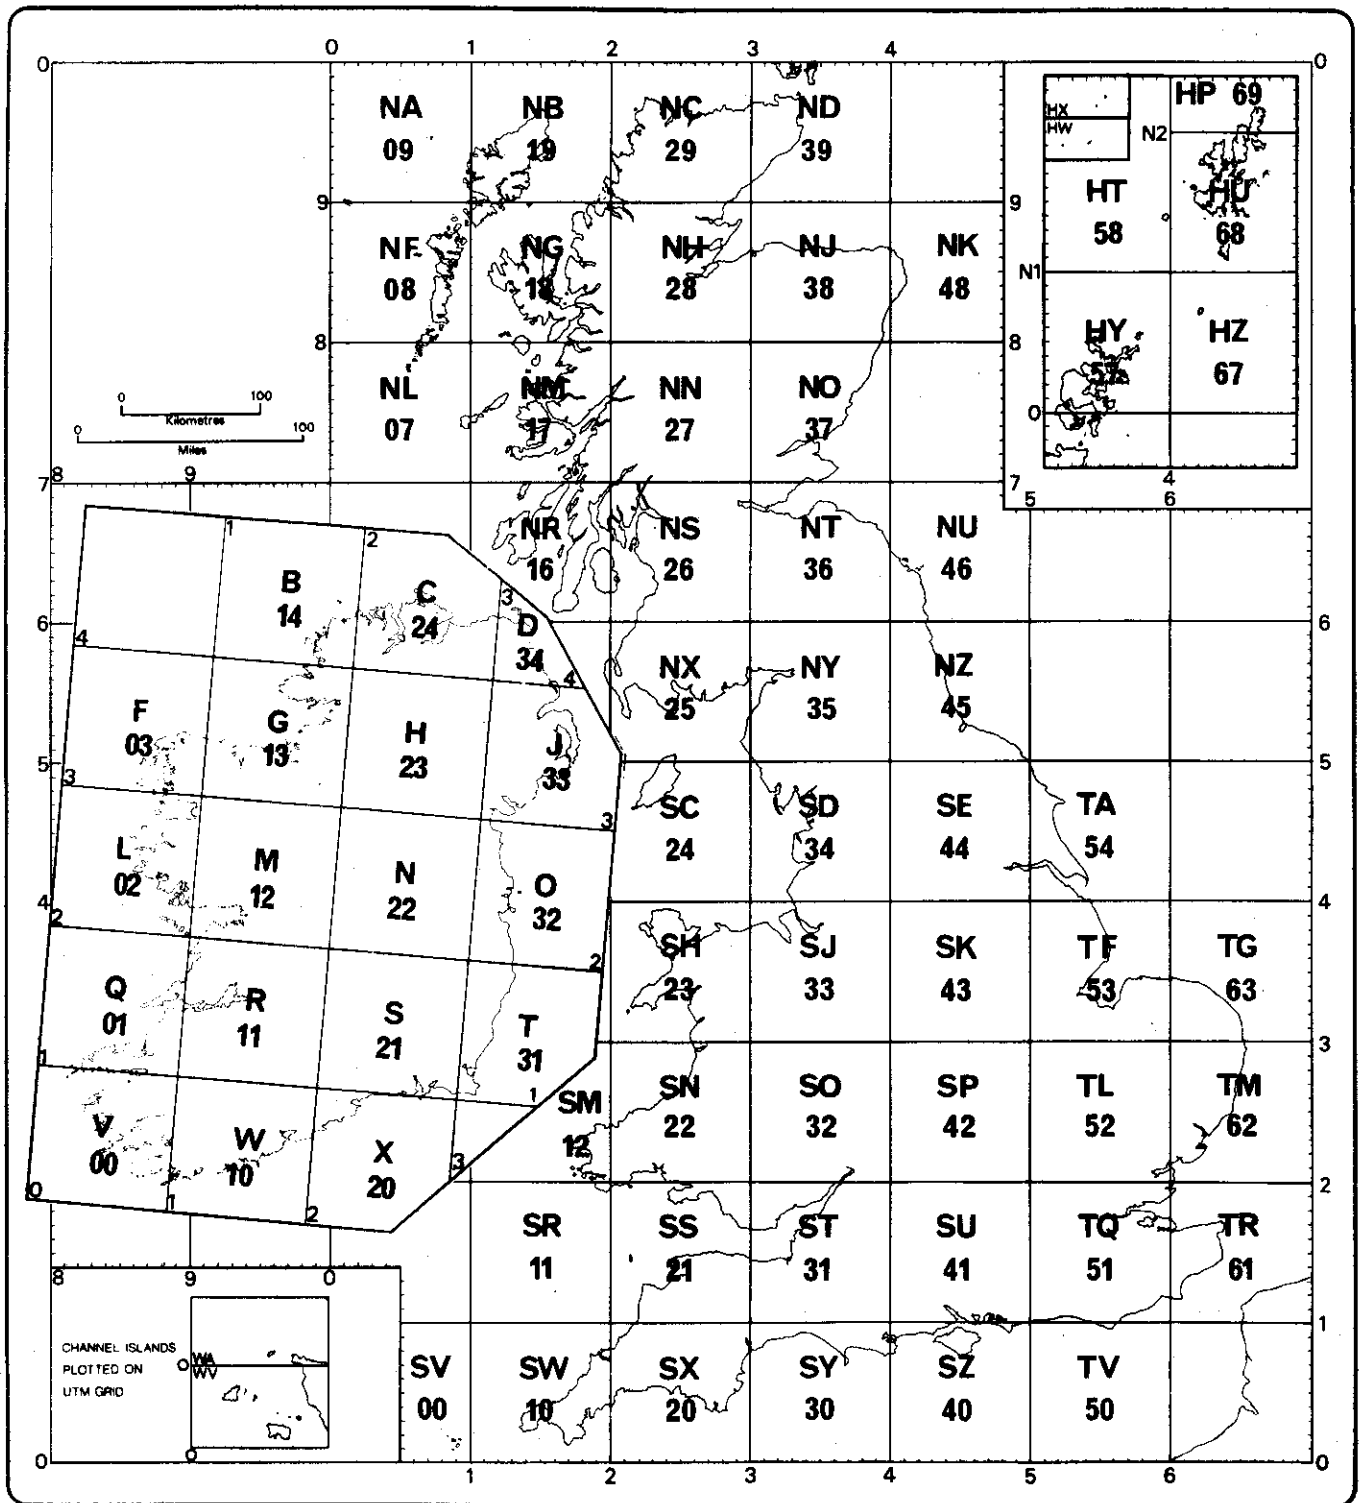 0 1 2 3 4
0 0
NA NB NC ND HP 69
09 19 29 39
HX
HW N2
HT HU
58 68
9 9
NF NG NH NJ NK
08 18 28 38 48
N1
HY HZ
57 67
8 8
0
NL NM NN NO
07 17 27 37
0 100
Kilometres
0 100
Miles
8 9
7 7
5 4
6
NR NS NT NU
16 26 36 46
1 2 3
B C D
14 24 34
6 6
4 4
NX NY NZ
25 35 45
F G H J
03 13 23 33
5 5
3 3
SC SD SE TA
24 34 44 54
L M N O
02 12 22 32
4 4
2 2
SH SJ SK TF TG
23 33 43 53 63
Q R S T
01 11 21 31
3
1 1
SM SN SO SP TL TM
12 22 32 42 52 62
V W X
00 10 20
0 1 2 3
2
SR SS ST SU TQ TR
11 21 31 41 51 61
8 9 0
1
CHANNEL ISLANDS
PLOTTED ON
UTM GRID
0 WA
WV
0
SV SW SX SY SZ TV
00 10 20 30 40 50
0 0
1 2 3 4 5 6